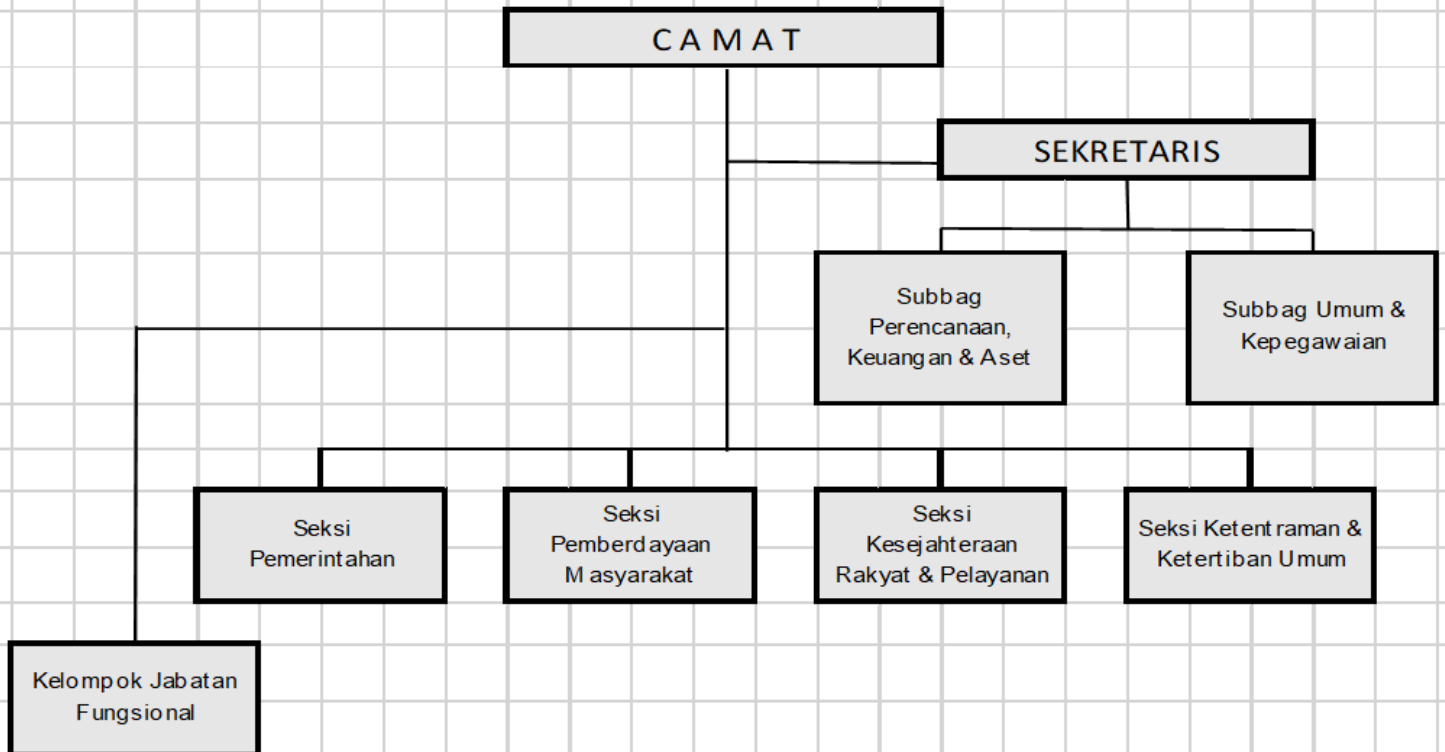 CAMAT
SEKRETARIS
Subbag
Perencanaan,
Keuangan & Aset
Subbag Umum &
Kepegawaian
Seksi
Pemerintahan
Seksi
Pemberdayaan
Masyarakat
Seksi
Kesejahteraan
Rakyat & Pelayanan
Seksi Ketentraman &
Ketertiban Umum
Kelompok Jabatan
Fungsional